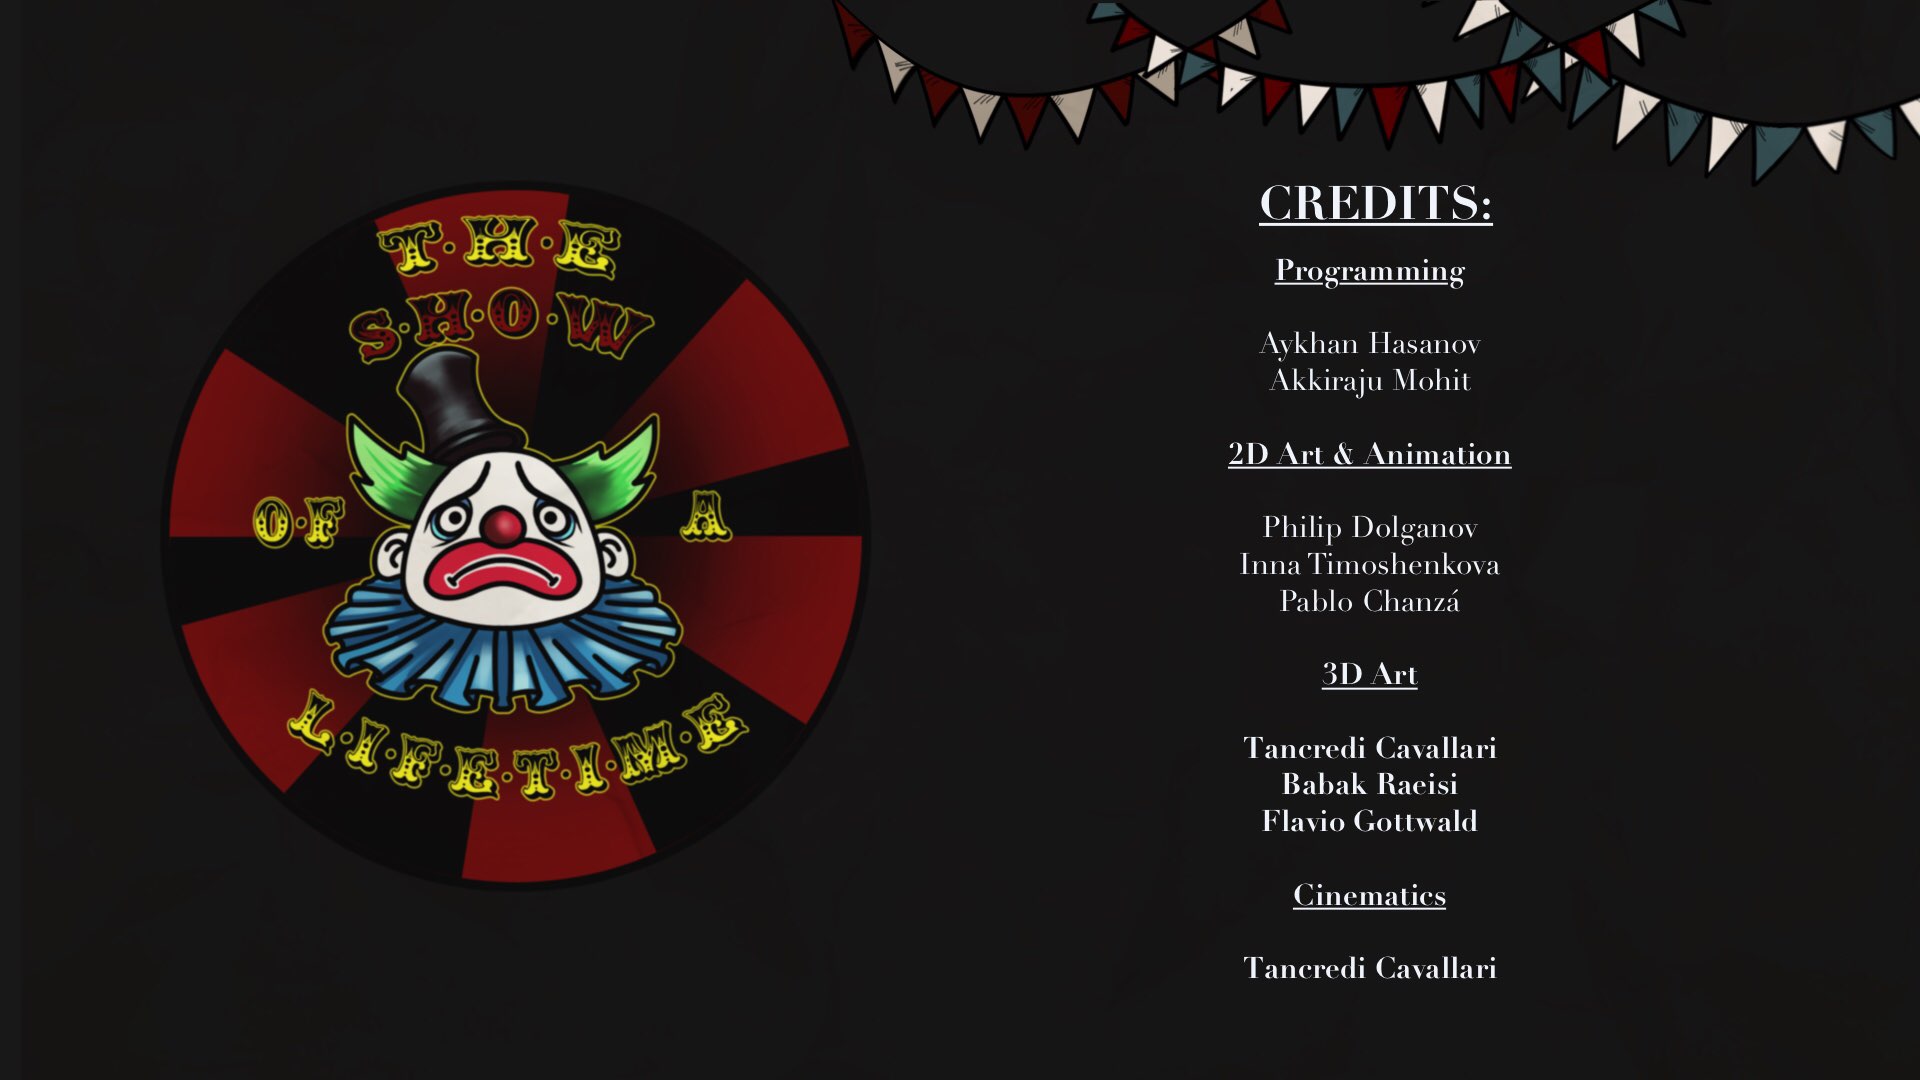 THE
SHOW
OF A
LIFETIME
CREDITS:
Programming
Aykhan Hasanov
Akkiraju Mohit
2D Art & Animation
Philip Dolganov
Inna Timoshenkova
Pablo Chanzá
3D Art
Tancredi Cavallari
Babak Raeisi
Flavio Gottwald
Cinematics
Tancredi Cavallari